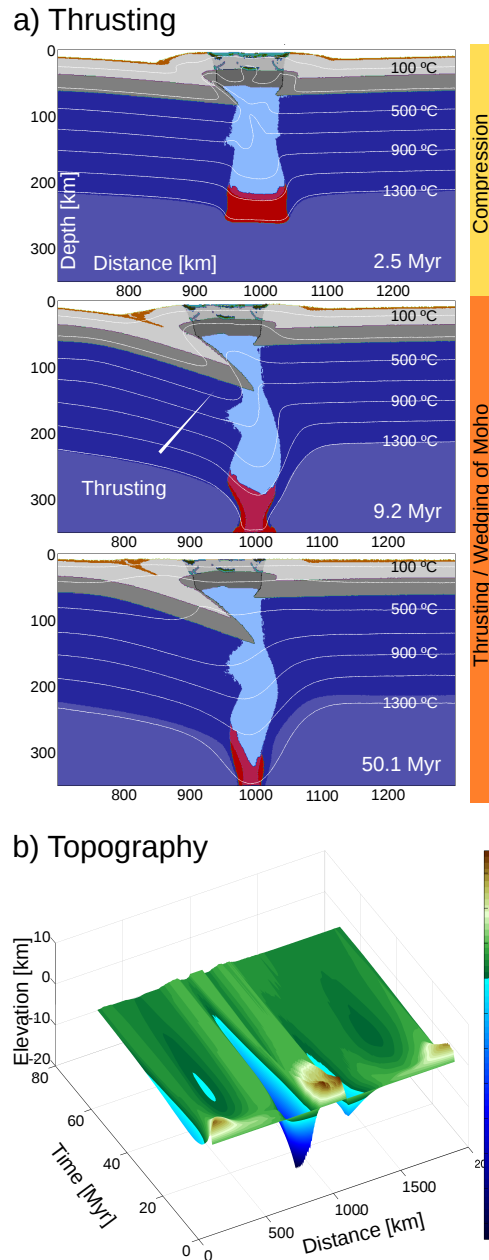 a) Thrusting
0
100
200
300
Depth [km]
100 ºC
500 ºC
900 ºC
1300 ºC
Distance [km]
2.5 Myr
700 800 900 1000 1100 1200
Compression
0
100
200
300
100 ºC
500 ºC
900 ºC
1300 ºC
Thrusting
9.2 Myr
800 900 1000 1100 1200
0
100
200
300
100 ºC
500 ºC
900 ºC
1300 ºC
50.1 Myr
800 900 1000 1100 1200
Thrusting / Wedging of Moho
b) Topography
Elevation [km]
10
0
-10
-20
80
60
40
20
0
Time [Myr]
0
500
1000
1500
20
Distance [km]